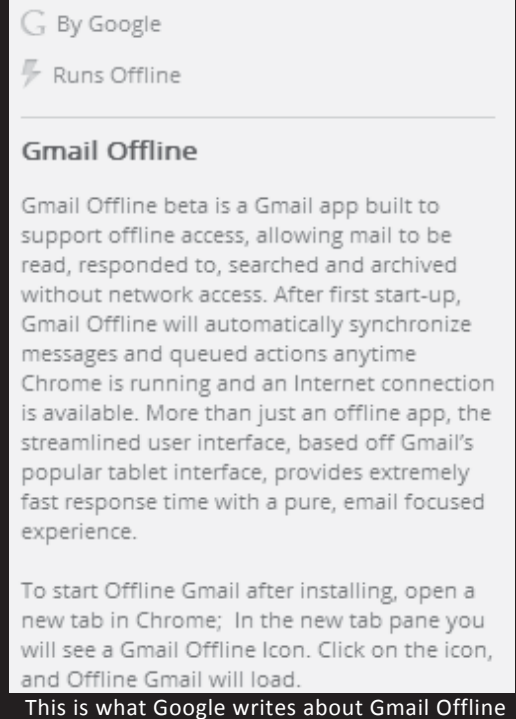 By Google
Runs Offline
Gmail Offline
Gmail Offline beta is a Gmail app built to
support offline access, allowing mail to be
read, responded to, searched and archived
without network access. After first start-up,
Gmail Offline will automatically synchronize
messages and queued actions anytime
Chrome is running and an Internet connection
is available. More than just an offline app, the
streamlined user interface, based off Gmail's
popular tablet interface, provides extremely
fast response time with a pure, email focused
experience.
To start Offline Gmail after installing, open a
new tab in Chrome;  In the new tab pane you
will see a Gmail Offline Icon. Click on the icon,
and Offline Gmail will load.
This is what Google writes about Gmail Offline